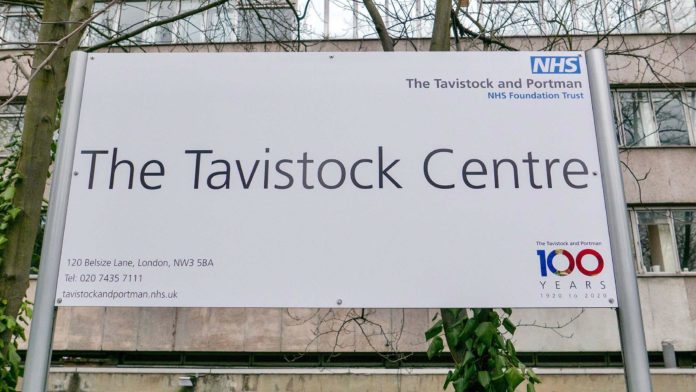 NHS
The Tavistock and Portman
NHS Foundation Trust
The Tavistock Centre
120 Belsize Lane, London, NW3 5BA
Tel: 020 7435 7111
tavistockandportman.nhs.uk
The Tavistock and Portman
100
YEARS
1920 to 2020